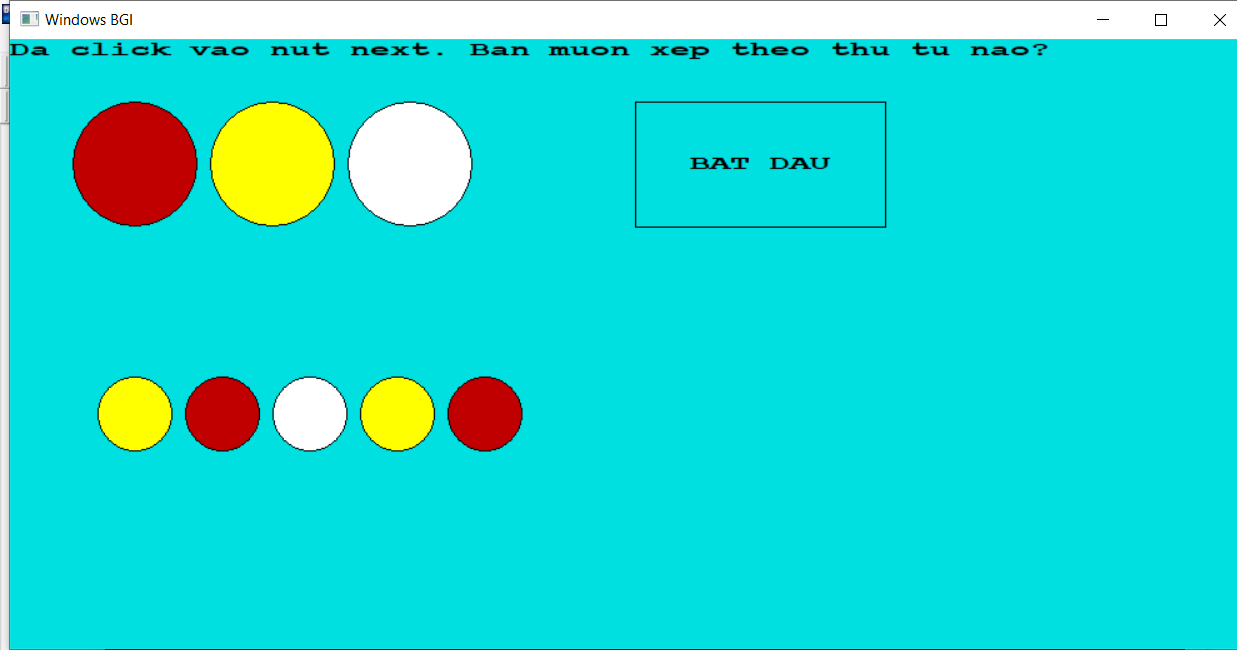 Windows BGI
Da click vao nut next. Ban muon xep theo thu tu nao?
BAT DAU